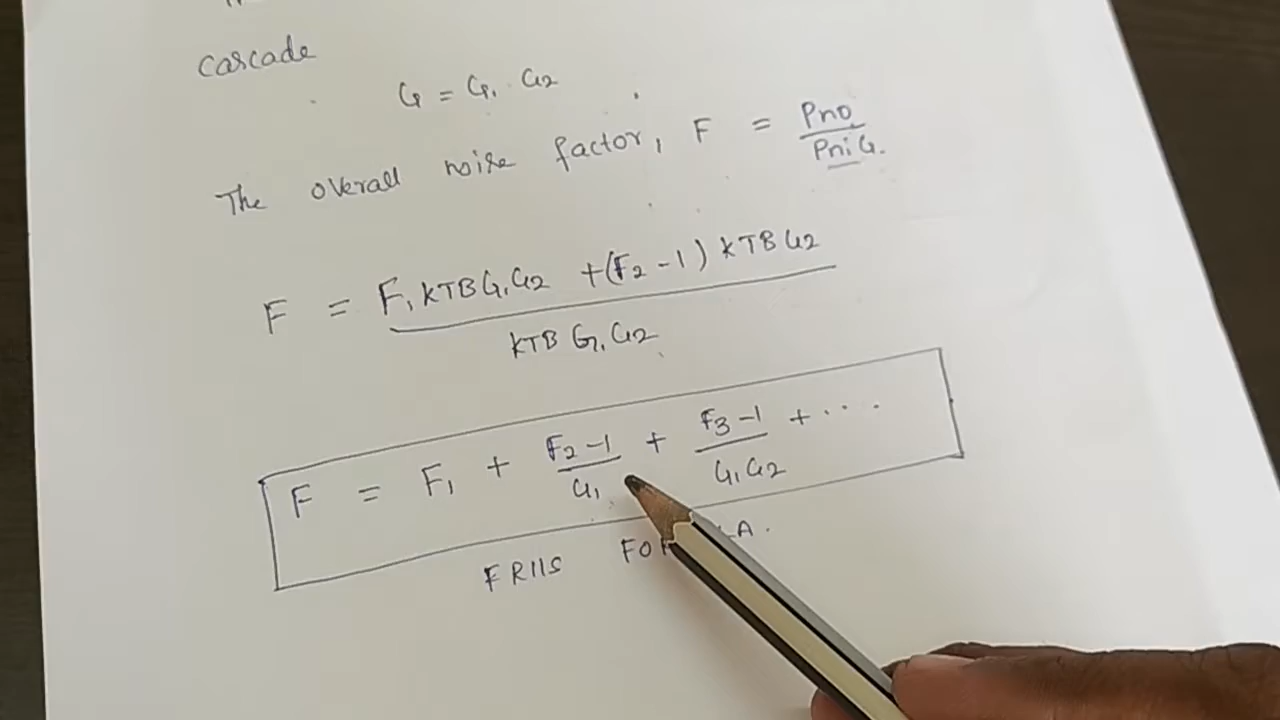 cascade
G = G1 G2
The overall noise factor, F = Pno / PniG.
F = F1 KTBG1G2 + (F2 - 1) KTBG2 / KTB G1G2
F = F1 + F2 - 1 / G1 + F3 - 1 / G1G2 + ....
FRIIS